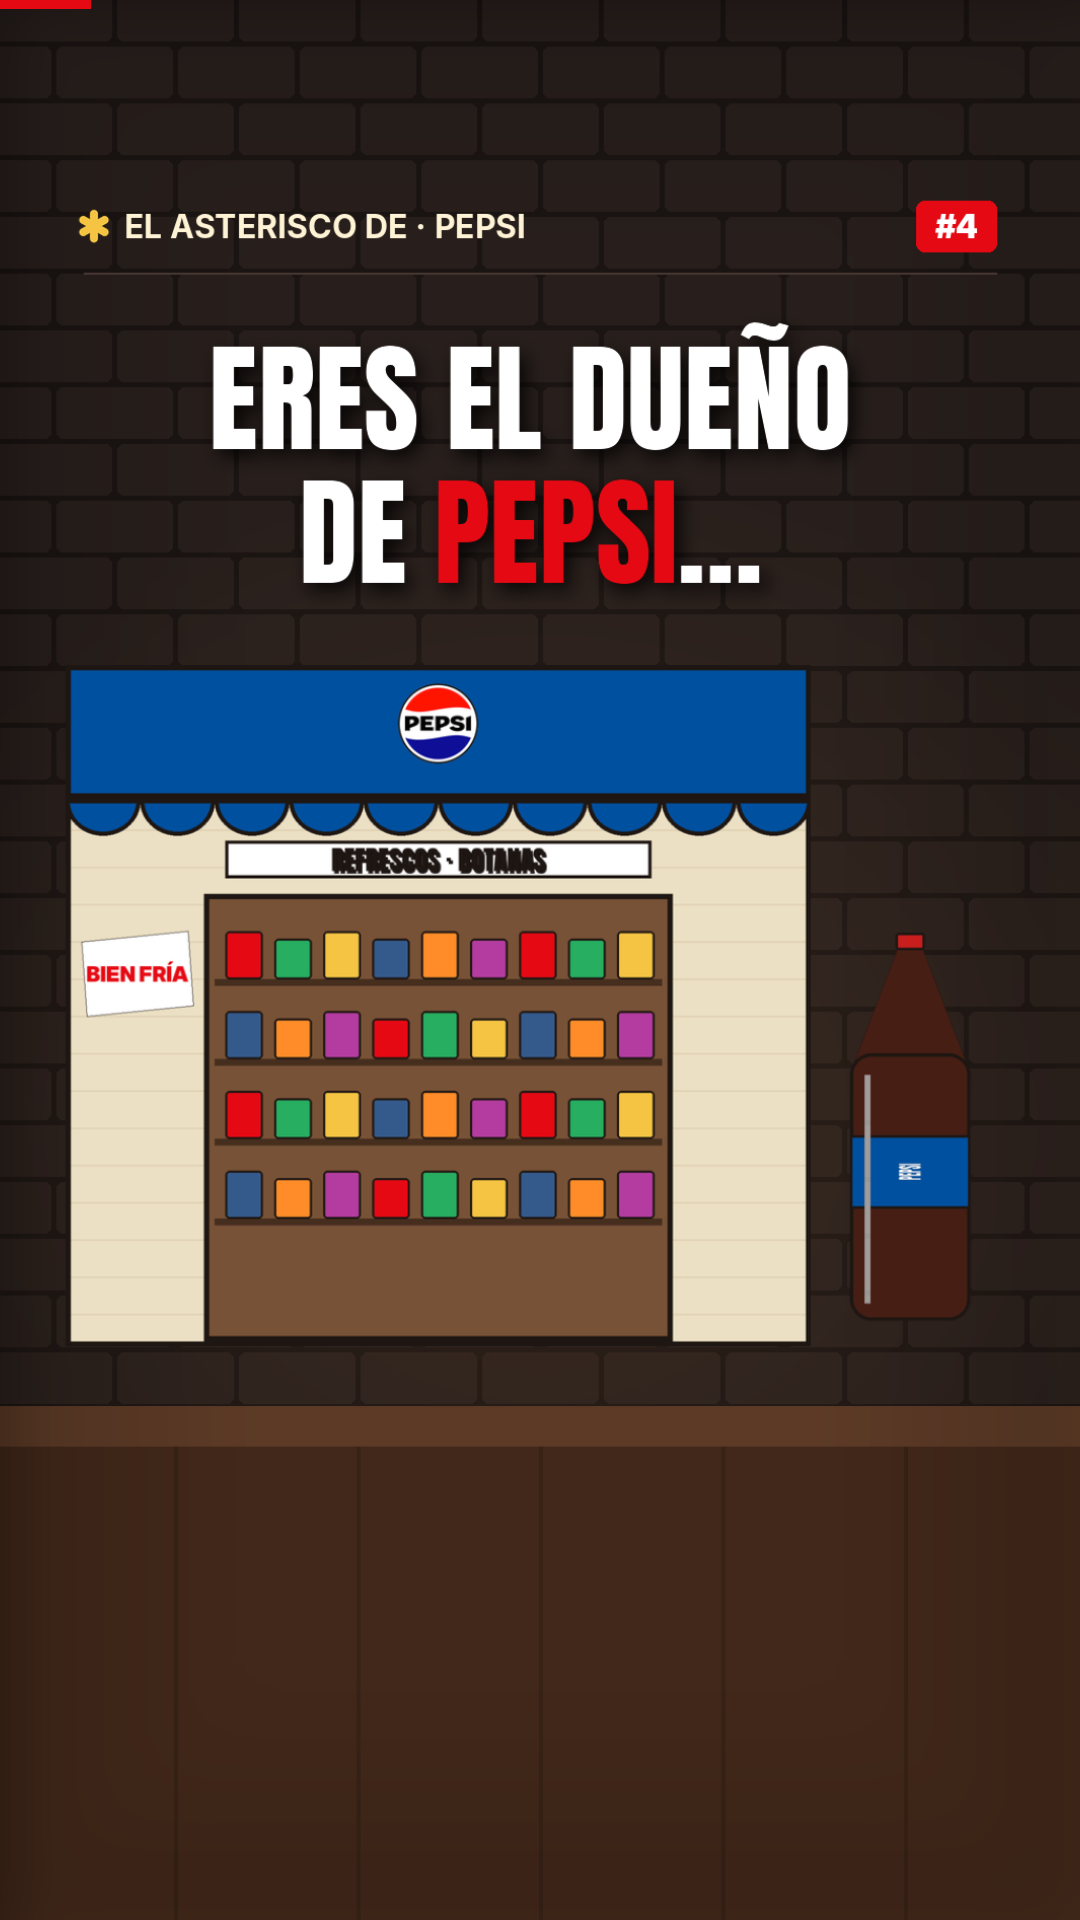 EL ASTERISCO DE · PEPSI
#4
ERES EL DUEÑO
DE PEPSI...
PEPSI
REFRESCOS · BOTANAS
BIEN FRÍA